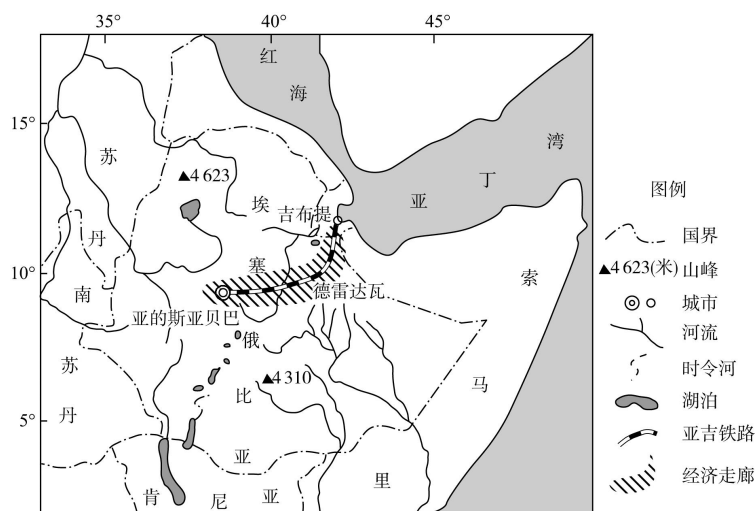 35° 40° 45°
红
海
15°
苏
▲4 623
湾
丁
亚
图例
埃
吉布提
丹
国界
10°
塞
索
▲4 623(米) 山峰
南
德雷达瓦
城市
亚的斯亚贝巴
俄
河流
苏
▲4 310
比
马
时令河
丹
湖泊
5°
亚吉铁路
亚
里
经济走廊
肯
尼
亚